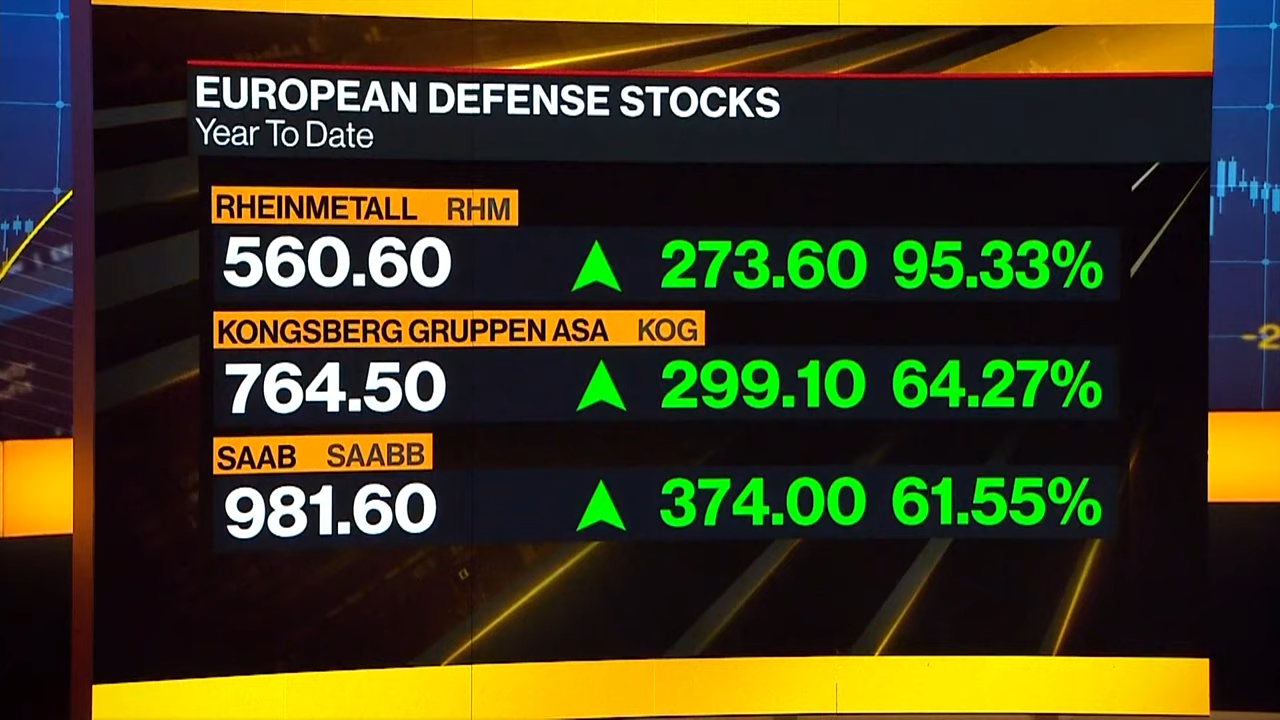 EUROPEAN DEFENSE STOCKS
Year To Date
RHEINMETALL RHM
560.60 ▲ 273.60 95.33%
KONGSBERG GRUPPEN ASA KOG
764.50 ▲ 299.10 64.27%
SAAB SAABB
981.60 ▲ 374.00 61.55%
-2